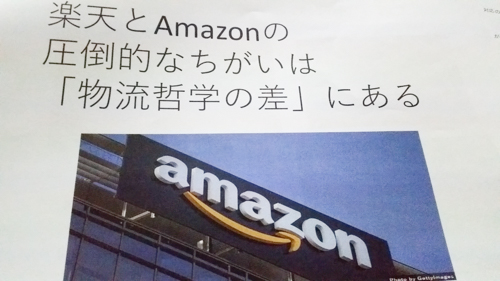 楽天とAmazonの
圧倒的なちがいは
「物流哲学の差」にある
amazon
Photo by GettyImages